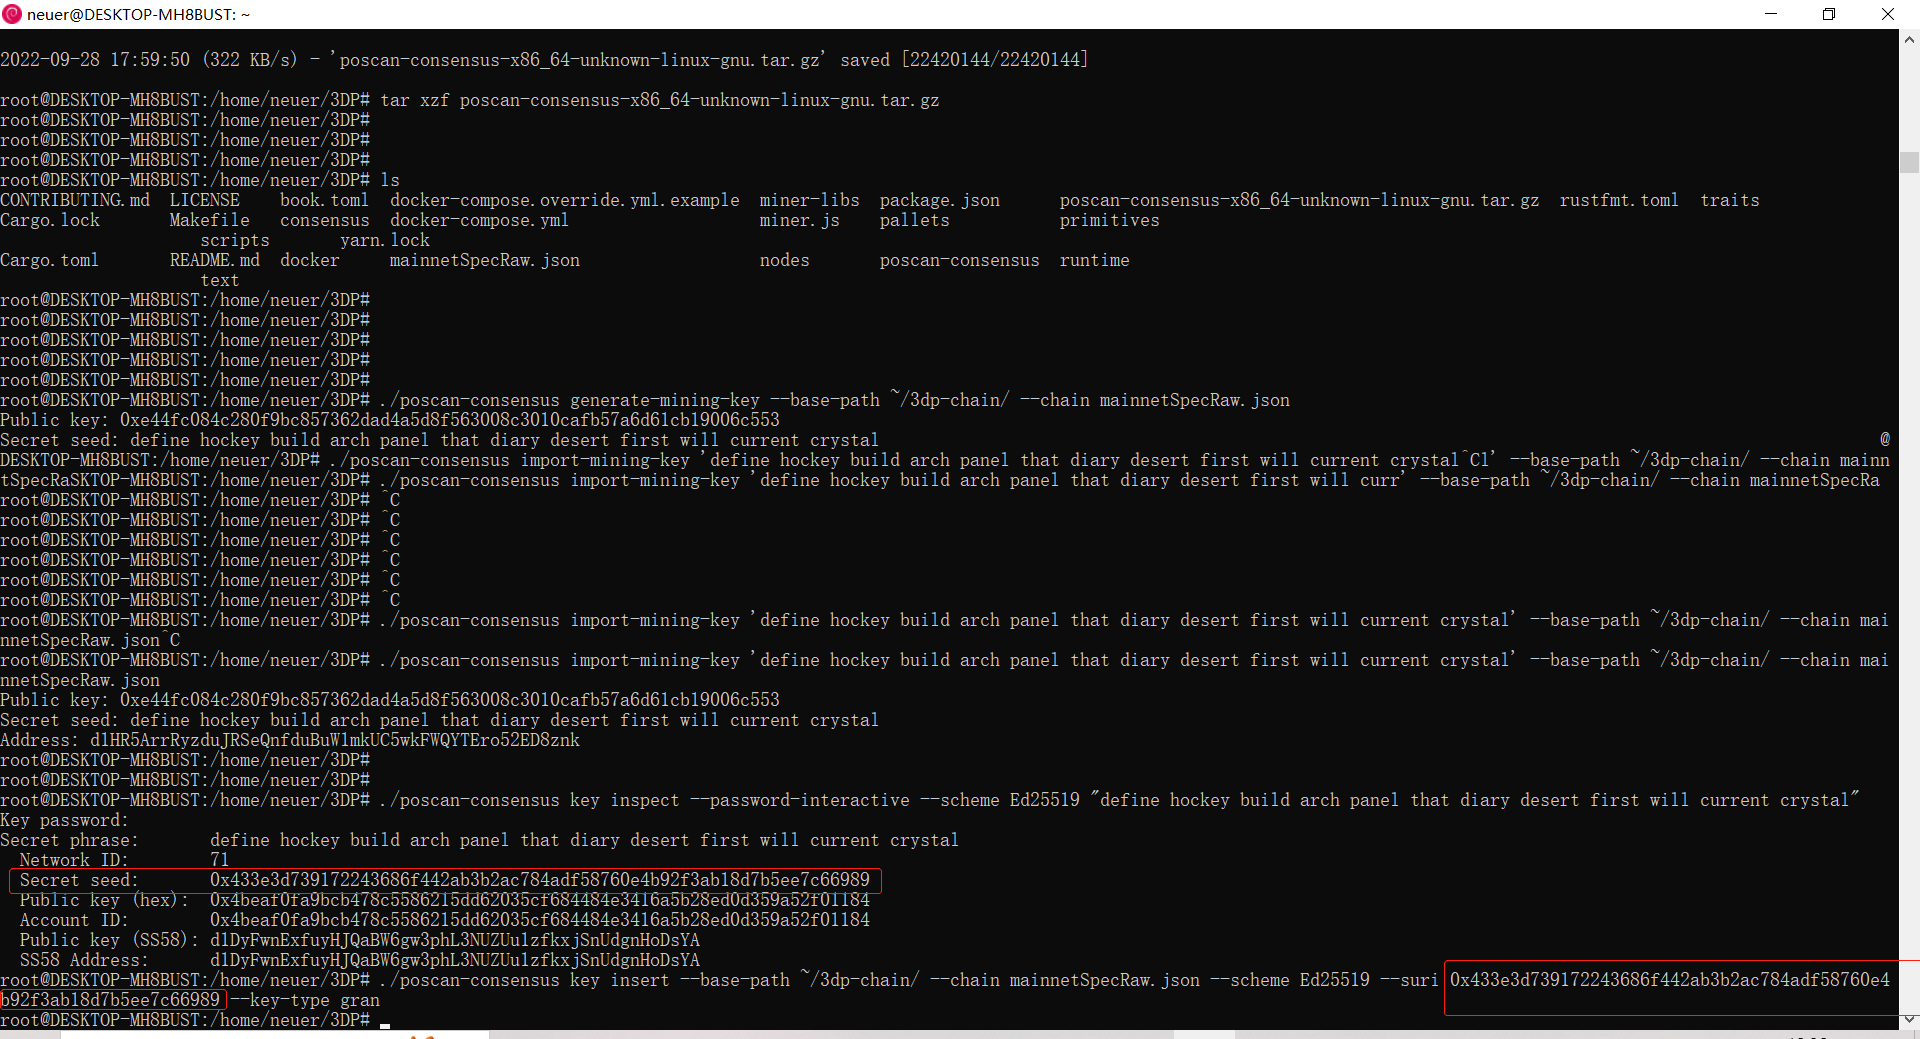 neuer@DESKTOP-MH8BUST: ~
2022-09-28 17:59:50 (322 KB/s) - 'poscan-consensus-x86_64-unknown-linux-gnu.tar.gz' saved [22420144/22420144]
root@DESKTOP-MH8BUST:/home/neuer/3DP# tar xzf poscan-consensus-x86_64-unknown-linux-gnu.tar.gz
root@DESKTOP-MH8BUST:/home/neuer/3DP#
root@DESKTOP-MH8BUST:/home/neuer/3DP#
root@DESKTOP-MH8BUST:/home/neuer/3DP#
root@DESKTOP-MH8BUST:/home/neuer/3DP# ls
CONTRIBUTING.md LICENSE book.toml docker-compose.override.yml.example miner-libs package.json poscan-consensus-x86_64-unknown-linux-gnu.tar.gz rustfmt.toml traits
Cargo.lock Makefile consensus docker-compose.yml miner.js pallets primitives
scripts yarn.lock
Cargo.toml README.md docker mainnetSpecRaw.json nodes poscan-consensus runtime
text
root@DESKTOP-MH8BUST:/home/neuer/3DP#
root@DESKTOP-MH8BUST:/home/neuer/3DP#
root@DESKTOP-MH8BUST:/home/neuer/3DP#
root@DESKTOP-MH8BUST:/home/neuer/3DP#
root@DESKTOP-MH8BUST:/home/neuer/3DP#
root@DESKTOP-MH8BUST:/home/neuer/3DP# ./poscan-consensus generate-mining-key --base-path ~/3dp-chain/ --chain mainnetSpecRaw.json
Public key: 0xe44fc084c280f9bc857362dad4a5d8f563008c3010cafb57a6d61cb19006c553
Secret seed: define hockey build arch panel that diary desert first will current crystal @
DESKTOP-MH8BUST:/home/neuer/3DP# ./poscan-consensus import-mining-key 'define hockey build arch panel that diary desert first will current crystal^Cl' --base-path ~/3dp-chain/ --chain mainn
tSpecRaSKTOP-MH8BUST:/home/neuer/3DP# ./poscan-consensus import-mining-key 'define hockey build arch panel that diary desert first will curr' --base-path ~/3dp-chain/ --chain mainnetSpecRa
root@DESKTOP-MH8BUST:/home/neuer/3DP# ^C
root@DESKTOP-MH8BUST:/home/neuer/3DP# ^C
root@DESKTOP-MH8BUST:/home/neuer/3DP# ^C
root@DESKTOP-MH8BUST:/home/neuer/3DP# ^C
root@DESKTOP-MH8BUST:/home/neuer/3DP# ^C
root@DESKTOP-MH8BUST:/home/neuer/3DP# ^C
root@DESKTOP-MH8BUST:/home/neuer/3DP# ./poscan-consensus import-mining-key 'define hockey build arch panel that diary desert first will current crystal' --base-path ~/3dp-chain/ --chain mai
nnetSpecRaw.json^C
root@DESKTOP-MH8BUST:/home/neuer/3DP# ./poscan-consensus import-mining-key 'define hockey build arch panel that diary desert first will current crystal' --base-path ~/3dp-chain/ --chain mai
nnetSpecRaw.json
Public key: 0xe44fc084c280f9bc857362dad4a5d8f563008c3010cafb57a6d61cb19006c553
Secret seed: define hockey build arch panel that diary desert first will current crystal
Address: d1HR5ArrRyzduJRSeQnfduBuW1mkUC5wkFWQYTEro52ED8znk
root@DESKTOP-MH8BUST:/home/neuer/3DP#
root@DESKTOP-MH8BUST:/home/neuer/3DP#
root@DESKTOP-MH8BUST:/home/neuer/3DP# ./poscan-consensus key inspect --password-interactive --scheme Ed25519 "define hockey build arch panel that diary desert first will current crystal"
Key password:
Secret phrase: define hockey build arch panel that diary desert first will current crystal
Network ID: 71
Secret seed: 0x433e3d739172243686f442ab3b2ac784adf58760e4b92f3ab18d7b5ee7c66989
Public key (hex): 0x4beaf0fa9bcb478c5586215dd62035cf684484e3416a5b28ed0d359a52f01184
Account ID: 0x4beaf0fa9bcb478c5586215dd62035cf684484e3416a5b28ed0d359a52f01184
Public key (SS58): d1DyFwnExfuyHJQaBW6gw3phL3NUZUu1zfkxjSnUdgnHoDsYA
SS58 Address: d1DyFwnExfuyHJQaBW6gw3phL3NUZUu1zfkxjSnUdgnHoDsYA
root@DESKTOP-MH8BUST:/home/neuer/3DP# ./poscan-consensus key insert --base-path ~/3dp-chain/ --chain mainnetSpecRaw.json --scheme Ed25519 --suri 0x433e3d739172243686f442ab3b2ac784adf58760e4
b92f3ab18d7b5ee7c66989 --key-type gran
root@DESKTOP-MH8BUST:/home/neuer/3DP#